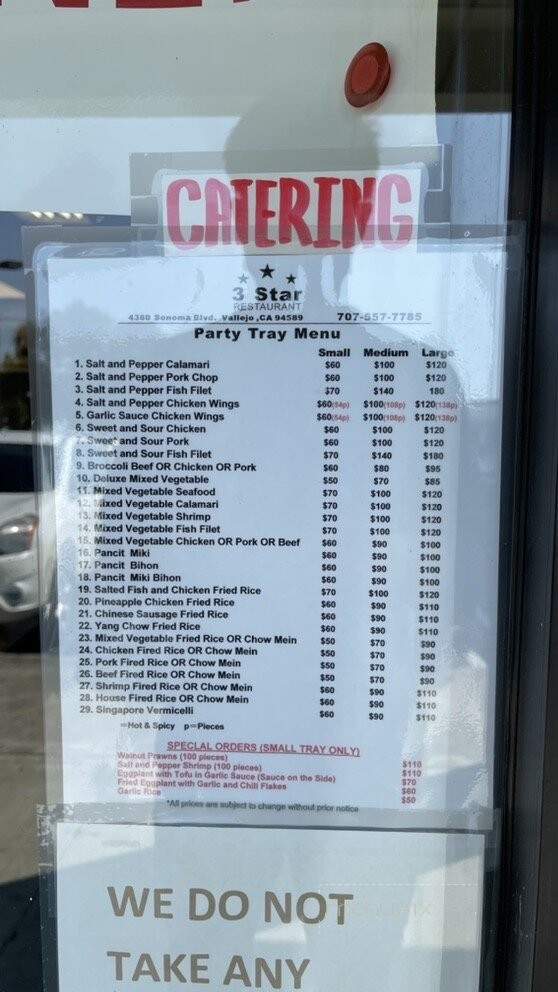 CATERING
3 Star
RESTAURANT
4360 Sonoma Blvd. Vallejo ,CA 94589 707-557-7785
Party Tray Menu
Small Medium Large
1. Salt and Pepper Calamari $60 $100 $120
2. Salt and Pepper Pork Chop $60 $100 $120
3. Salt and Pepper Fish Filet $70 $140 180
4. Salt and Pepper Chicken Wings $60(54p) $100(108p) $120(138p)
5. Garlic Sauce Chicken Wings $60(54p) $100(108p) $120(138p)
6. Sweet and Sour Chicken $60 $100 $120
7. Sweet and Sour Pork $60 $100 $120
8. Sweet and Sour Fish Filet $70 $140 $180
9. Broccoli Beef OR Chicken OR Pork $60 $80 $95
10. Deluxe Mixed Vegetable $50 $70 $85
11. Mixed Vegetable Seafood $70 $100 $120
12. Mixed Vegetable Calamari $70 $100 $120
13. Mixed Vegetable Shrimp $70 $100 $120
14. Mixed Vegetable Fish Filet $70 $100 $120
15. Mixed Vegetable Chicken OR Pork OR Beef $60 $90 $100
16. Pancit Miki $60 $90 $100
17. Pancit Bihon $60 $90 $100
18. Pancit Miki Bihon $60 $90 $100
19. Salted Fish and Chicken Fried Rice $70 $100 $120
20. Pineapple Chicken Fried Rice $60 $90 $110
21. Chinese Sausage Fried Rice $60 $90 $110
22. Yang Chow Fried Rice $60 $90 $110
23. Mixed Vegetable Fried Rice OR Chow Mein $50 $70 $90
24. Chicken Fired Rice OR Chow Mein $50 $70 $90
25. Pork Fired Rice OR Chow Mein $50 $70 $90
26. Beef Fired Rice OR Chow Mein $50 $70 $90
27. Shrimp Fired Rice OR Chow Mein $60 $90 $110
28. House Fired Rice OR Chow Mein $60 $90 $110
29. Singapore Vermicelli $60 $90 $110
=Hot & Spicy p=Pieces
SPECLAL ORDERS (SMALL TRAY ONLY)
Walnut Prawns (100 pieces) $110
Salt and Pepper Shrimp (100 pieces) $110
Eggplant with Tofu in Garlic Sauce (Sauce on the Side) $70
Fried Eggplant with Garlic and Chili Flakes $60
Garlic Rice $50
*All prices are subject to change without prior notice
WE DO NOT
TAKE ANY